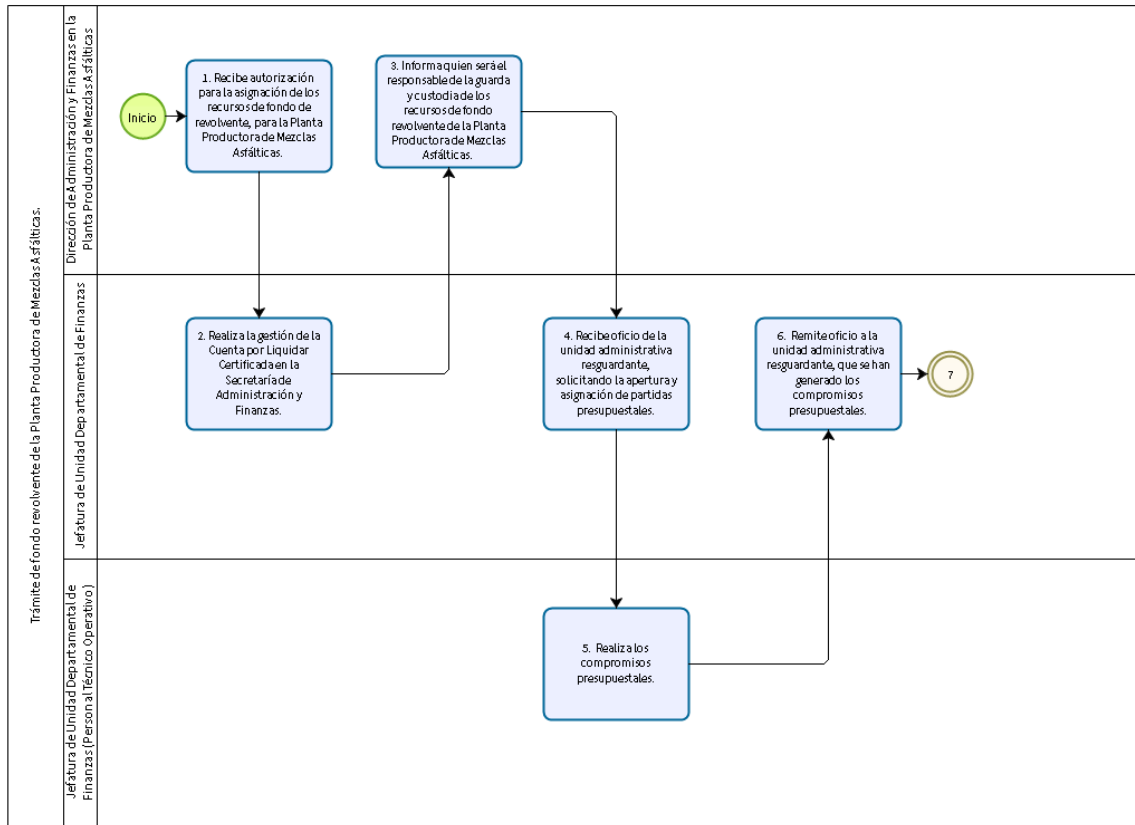 Trámite de fondo revolvente de la Planta Productora de Mezclas Asfálticas.
Dirección de Administración y Finanzas en la
Planta Productora de Mezclas Asfálticas
Inicio
1. Recibe autorización
para la asignación de los
recursos de fondo de
revolvente, para la Planta
Productora de Mezclas
Asfálticas.
3. Informa quien será el
responsable de la guarda
y custodia de los
recursos de fondo
revolvente de la Planta
Productora de Mezclas
Asfálticas.
Jefatura de Unidad Departamental de Finanzas
2. Realiza la gestión de la
Cuenta por Liquidar
Certificada en la
Secretaría de
Administración y
Finanzas.
4. Recibe oficio de la
unidad administrativa
resguardante,
solicitando la apertura y
asignación de partidas
presupuestales.
6. Remite oficio a la
unidad administrativa
resguardante, que se han
generado los
compromisos
presupuestales.
7
Jefatura de Unidad Departamental de
Finanzas (Personal Técnico Operativo)
5. Realiza los
compromisos
presupuestales.